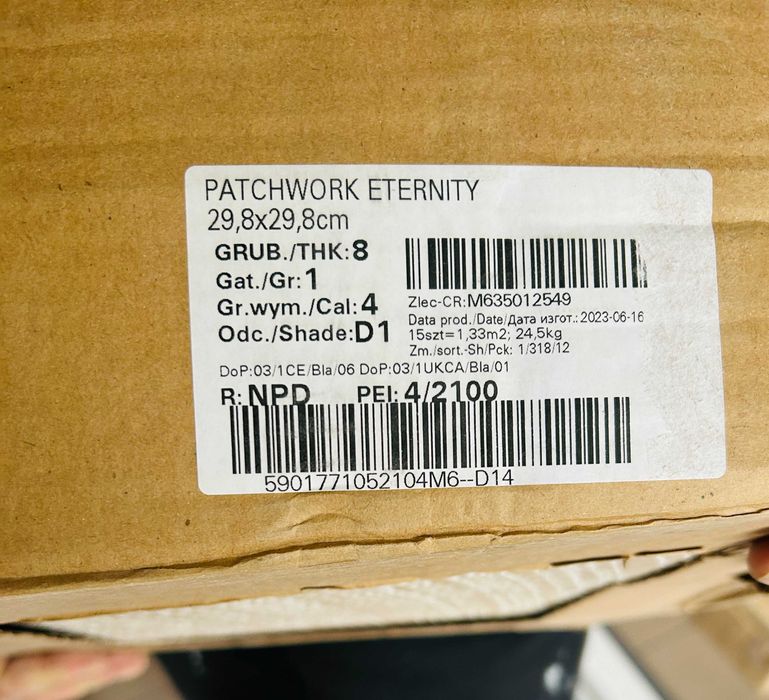 PATCHWORK ETERNITY
29,8x29,8cm
GRUB./THK:8
Gat./Gr:1
Gr.wym./Cal:4
Odc./Shade:D1
Zlec-CR:M635012549
Data prod./Date/Дата изгот.: 2023-06-16
15szt=1,33m2; 24,5kg
Zm./sort.-Sh/Pck: 1/318/12
DoP:03/1CE/BIa/06 DoP:03/1UKCA/BIa/01
R: NPD PEI: 4/2100
5901771052104M6--D14